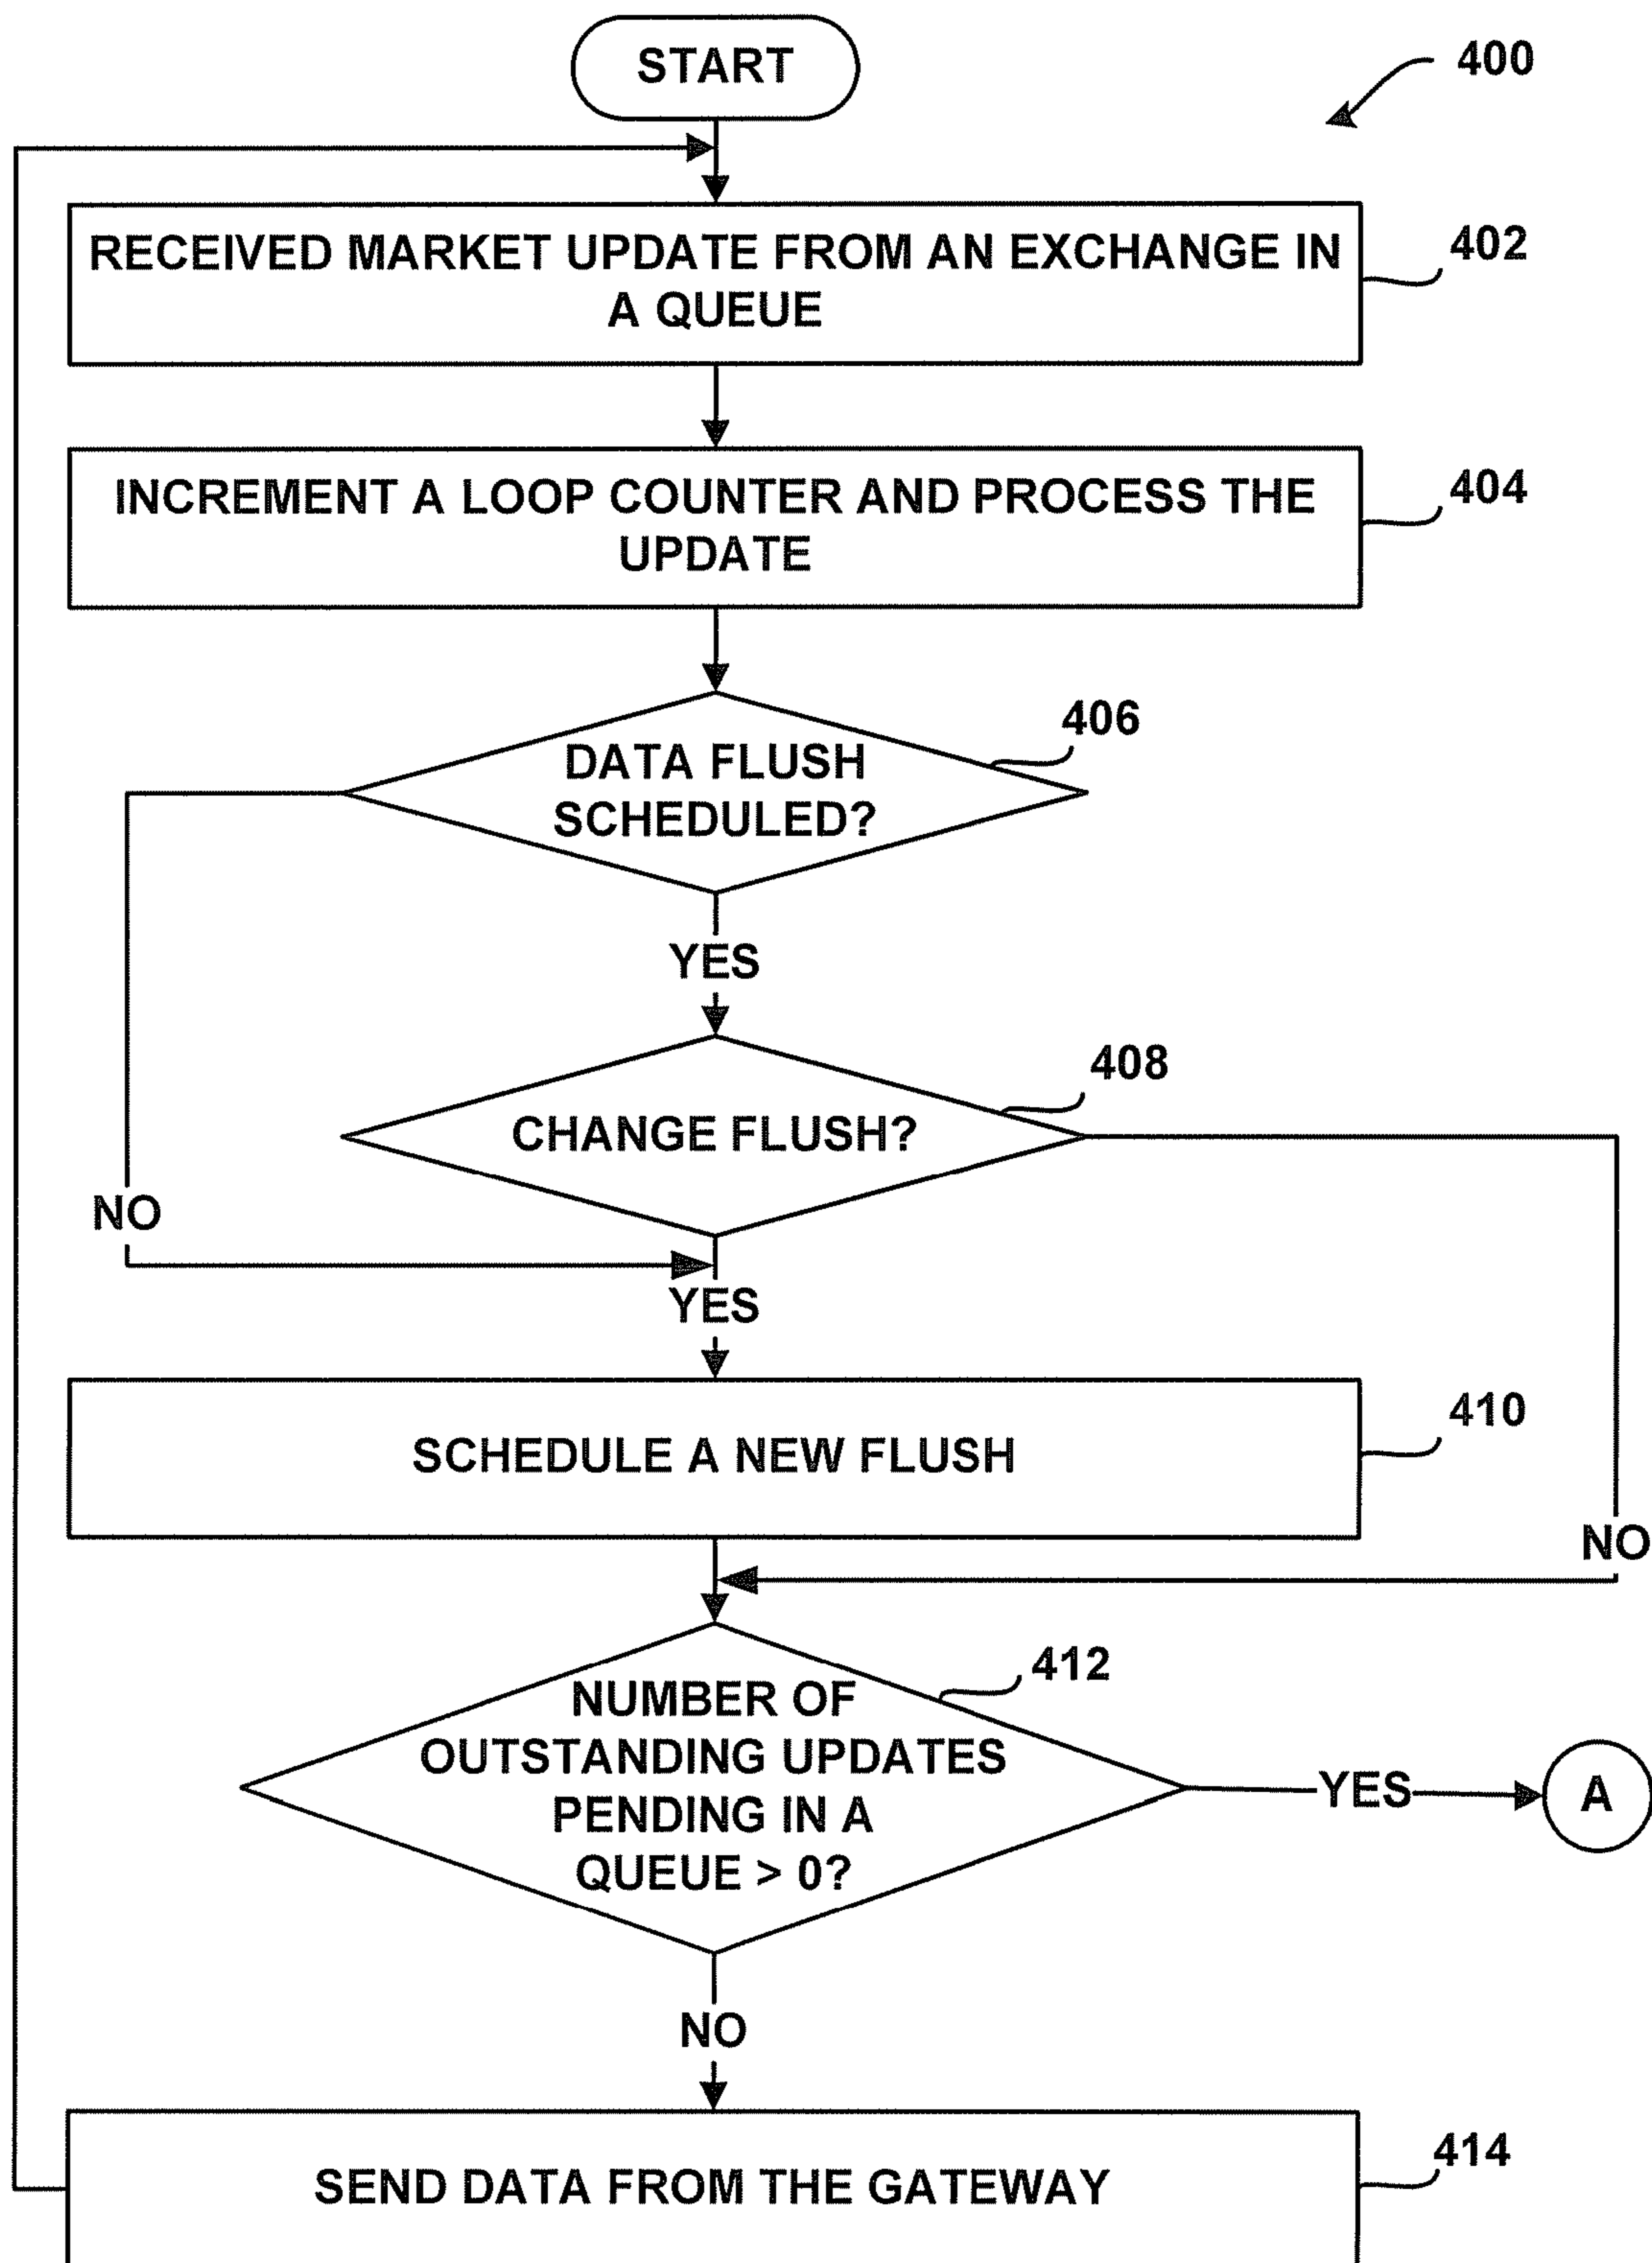 START
400
RECEIVED MARKET UPDATE FROM AN EXCHANGE IN
A QUEUE
402
INCREMENT A LOOP COUNTER AND PROCESS THE
UPDATE
404
DATA FLUSH
SCHEDULED?
406
YES
CHANGE FLUSH?
408
NO
YES
SCHEDULE A NEW FLUSH
410
NO
NUMBER OF
OUTSTANDING UPDATES
PENDING IN A
QUEUE > 0?
412
YES
A
NO
SEND DATA FROM THE GATEWAY
414